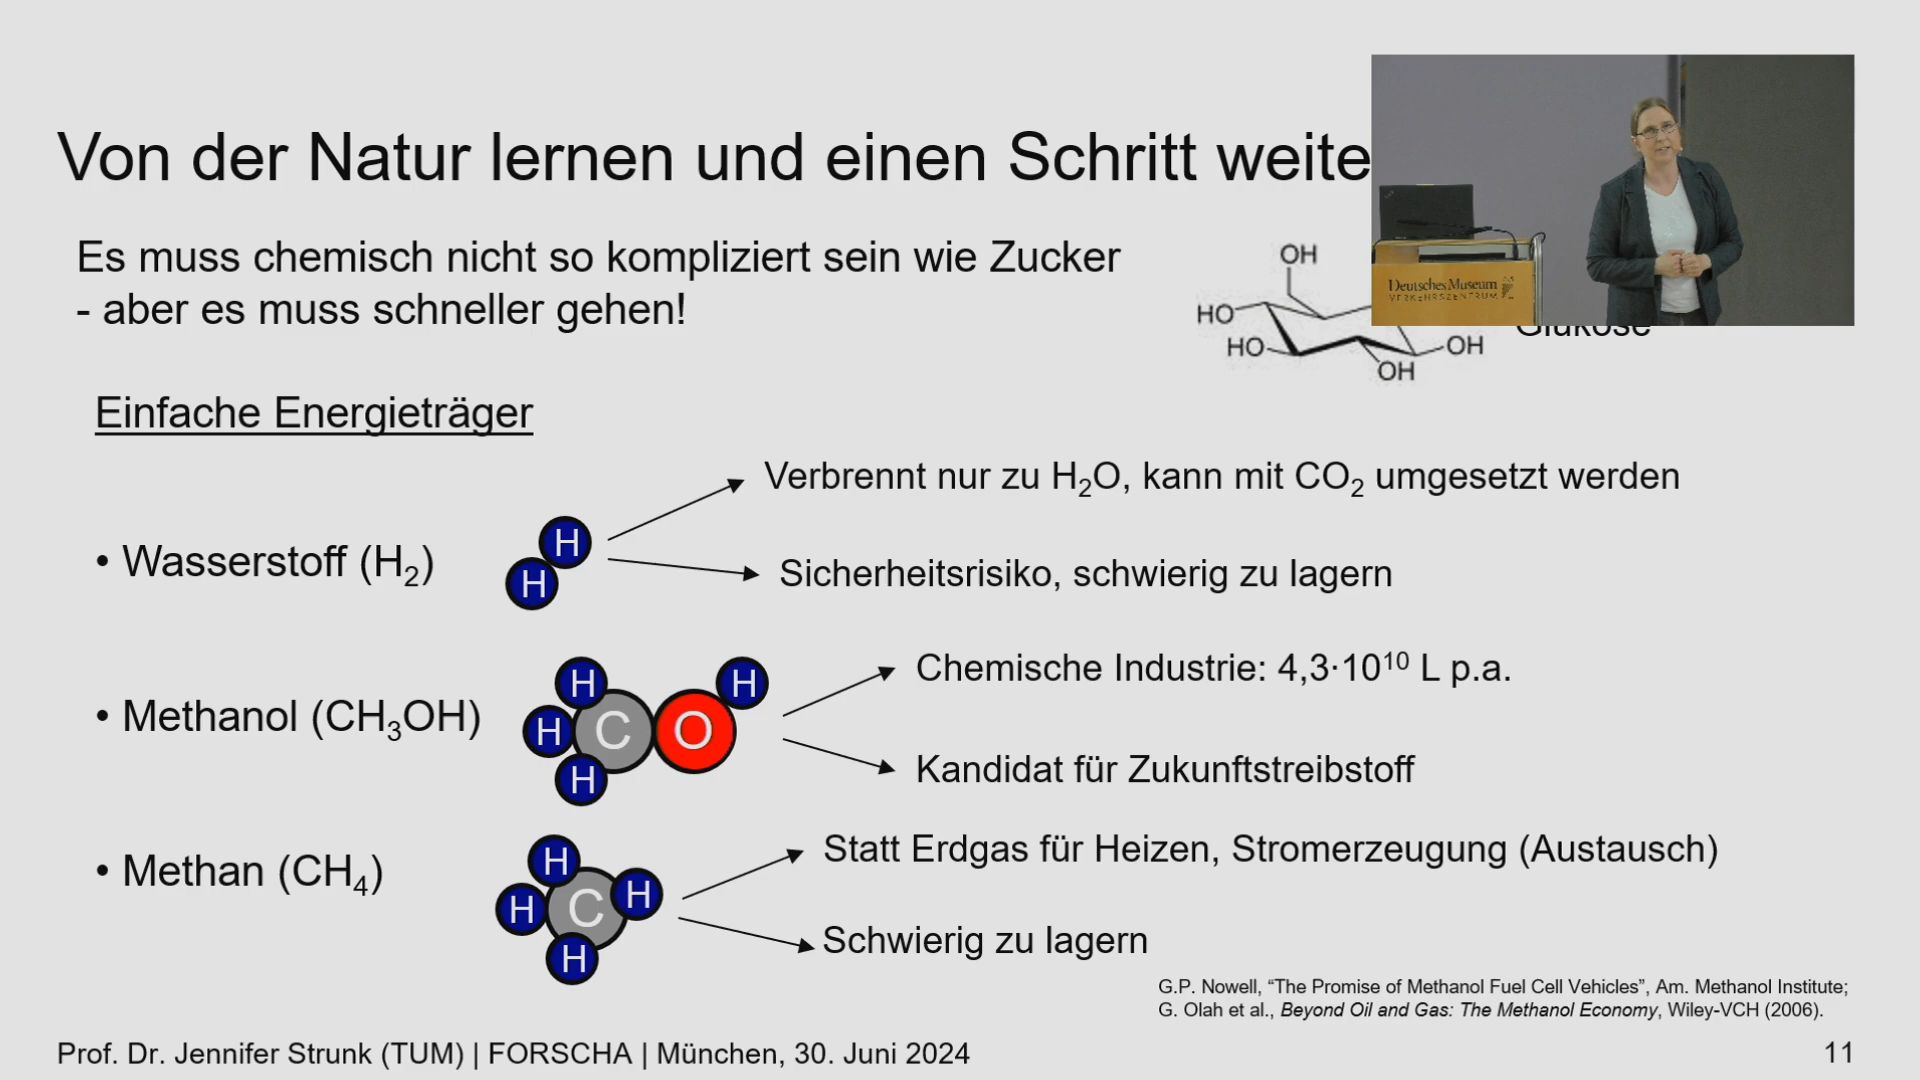 Von der Natur lernen und einen Schritt weite
Es muss chemisch nicht so kompliziert sein wie Zucker
- aber es muss schneller gehen!
OH
HO
HO
OH
OH
Glukose
Deutsches Museum
VERKEHRSZENTRUM
Einfache Energieträger
• Wasserstoff (H₂)
H
H
Verbrennt nur zu H₂O, kann mit CO₂ umgesetzt werden
Sicherheitsrisiko, schwierig zu lagern
• Methanol (CH₃OH)
H
H
H
C
O
H
Chemische Industrie: 4,3·10¹⁰ L p.a.
Kandidat für Zukunftstreibstoff
• Methan (CH₄)
H
H
C
H
H
Statt Erdgas für Heizen, Stromerzeugung (Austausch)
Schwierig zu lagern
G.P. Nowell, “The Promise of Methanol Fuel Cell Vehicles”, Am. Methanol Institute;
G. Olah et al., Beyond Oil and Gas: The Methanol Economy, Wiley-VCH (2006).
Prof. Dr. Jennifer Strunk (TUM) | FORSCHA | München, 30. Juni 2024
11